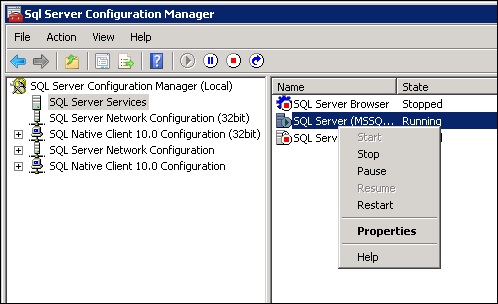 Sql Server Configuration Manager
File Action View Help
SQL Server Configuration Manager (Local)
SQL Server Services
SQL Server Network Configuration (32bit)
SQL Native Client 10.0 Configuration (32bit)
SQL Server Network Configuration
SQL Native Client 10.0 Configuration
Name State
SQL Server Browser Stopped
SQL Server (MSSQ... Running
SQL Serv
Start
Stop
Pause
Resume
Restart
Properties
Help